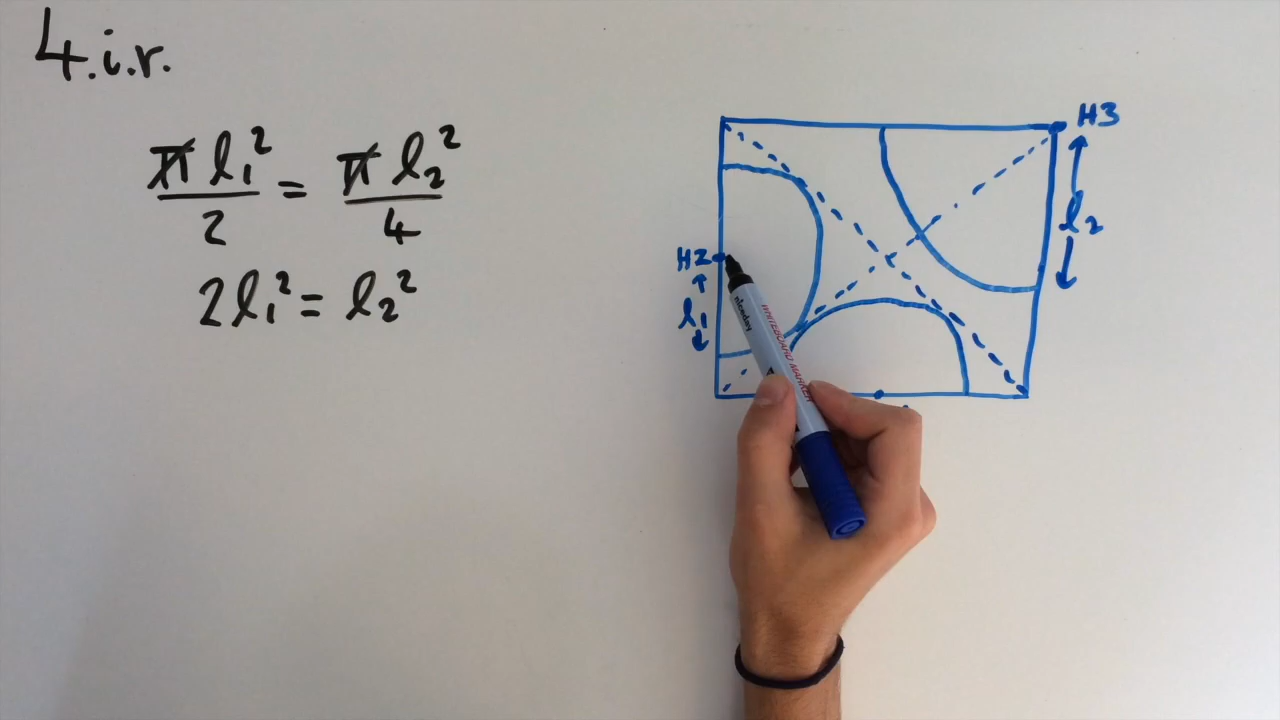 4.i.r.
πl₁²/2 = πl₂²/4
2l₁² = l₂²
H3
l₂
H2
l₁
WHITEBOARD MARKER